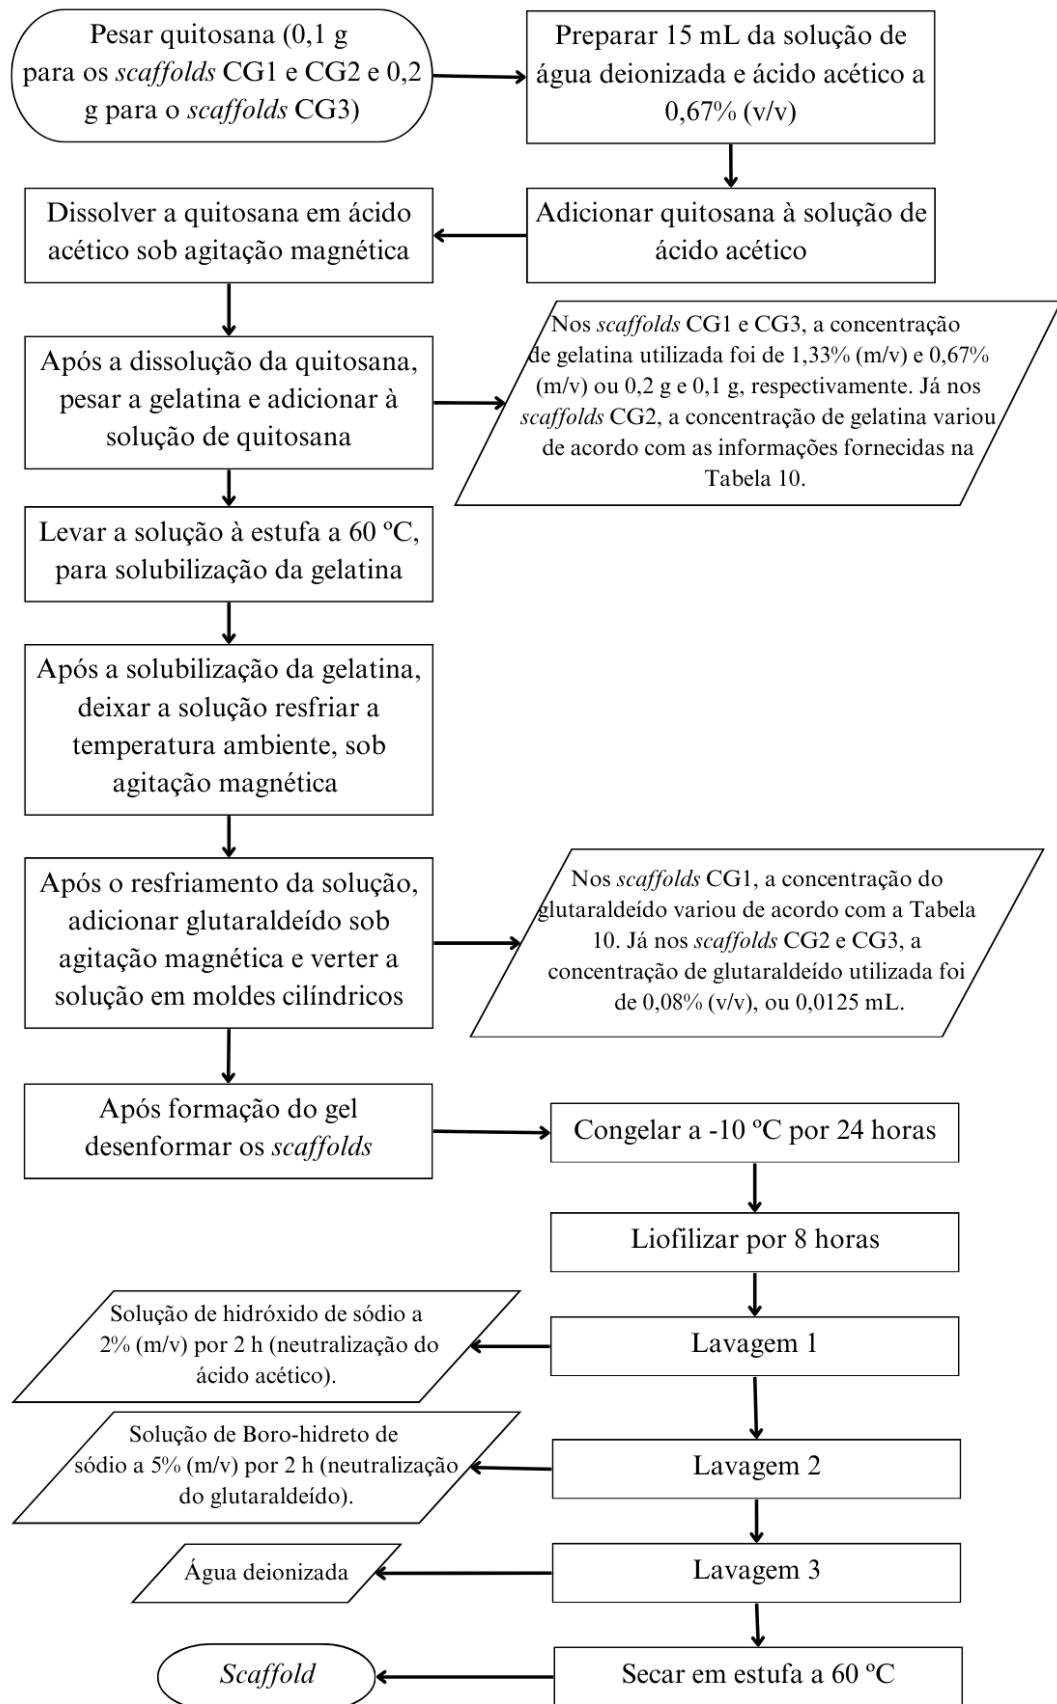 Pesar quitosana (0,1 g
para os scaffolds CG1 e CG2 e 0,2
g para o scaffolds CG3)
Preparar 15 mL da solução de
água deionizada e ácido acético a
0,67% (v/v)
Adicionar quitosana à solução de
ácido acético
Dissolver a quitosana em ácido
acético sob agitação magnética
Após a dissolução da quitosana,
pesar a gelatina e adicionar à
solução de quitosana
Nos scaffolds CG1 e CG3, a concentração
de gelatina utilizada foi de 1,33% (m/v) e 0,67%
(m/v) ou 0,2 g e 0,1 g, respectivamente. Já nos
scaffolds CG2, a concentração de gelatina variou
de acordo com as informações fornecidas na
Tabela 10.
Levar a solução à estufa a 60 ºC,
para solubilização da gelatina
Após a solubilização da gelatina,
deixar a solução resfriar a
temperatura ambiente, sob
agitação magnética
Após o resfriamento da solução,
adicionar glutaraldeído sob
agitação magnética e verter a
solução em moldes cilíndricos
Nos scaffolds CG1, a concentração do
glutaraldeído variou de acordo com a Tabela
10. Já nos scaffolds CG2 e CG3, a
concentração de glutaraldeído utilizada foi
de 0,08% (v/v), ou 0,0125 mL.
Após formação do gel
desenformar os scaffolds
Congelar a -10 ºC por 24 horas
Liofilizar por 8 horas
Lavagem 1
Solução de hidróxido de sódio a
2% (m/v) por 2 h (neutralização do
ácido acético).
Lavagem 2
Solução de Boro-hidreto de
sódio a 5% (m/v) por 2 h (neutralização
do glutaraldeído).
Lavagem 3
Água deionizada
Secar em estufa a 60 ºC
Scaffold